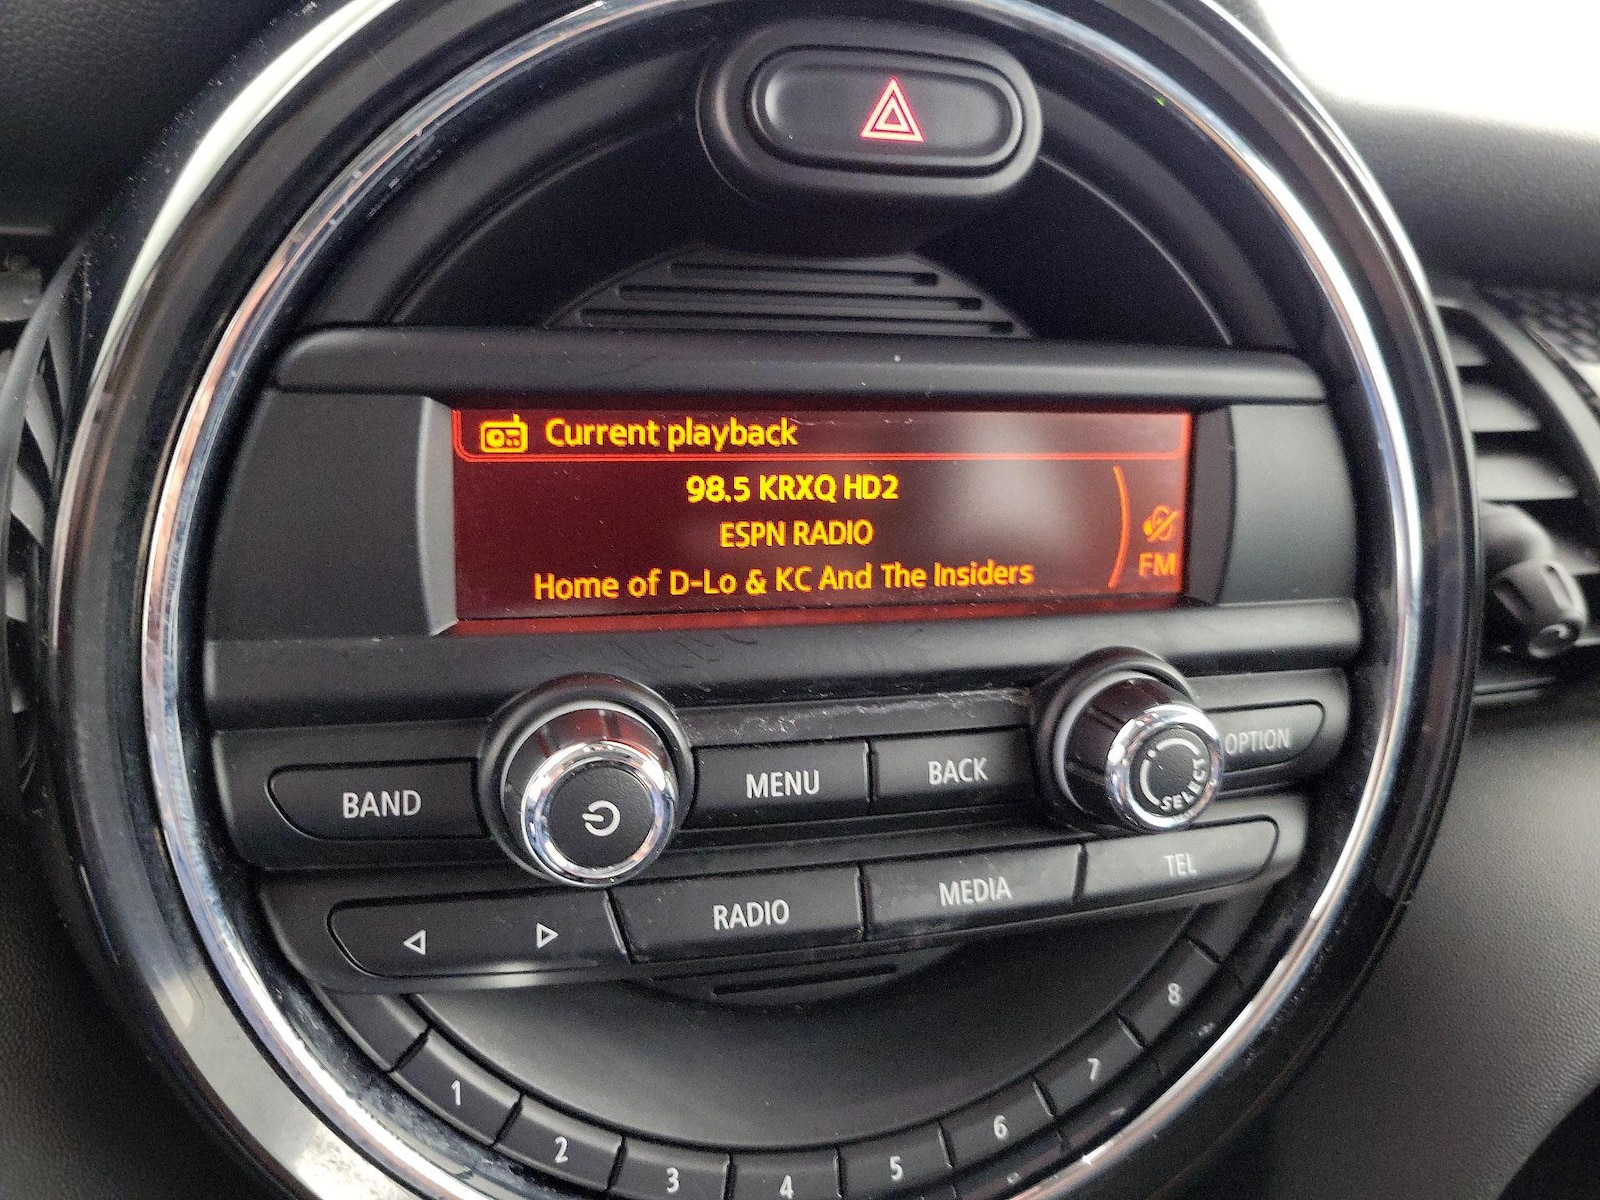 Current playback
98.5 KRXQ HD2
ESPN RADIO
Home of D-Lo & KC And The Insiders
FM
BAND
MENU
BACK
SELECT
OPTION
RADIO
MEDIA
TEL
1
2
3
4
5
6
7
8